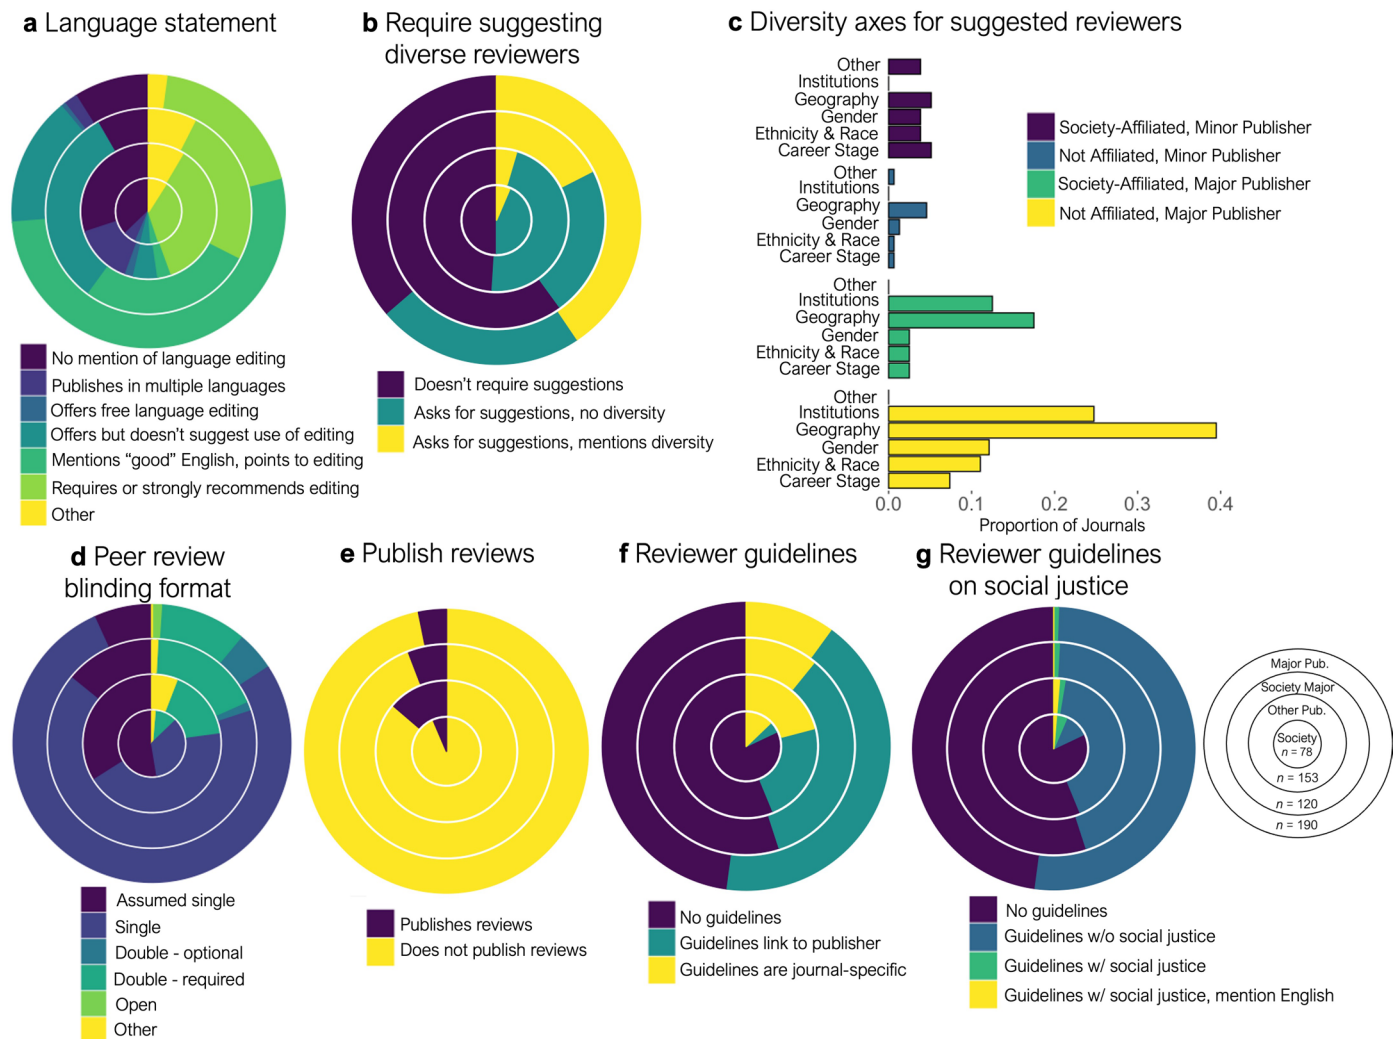 a Language statement
b Require suggesting
diverse reviewers
c Diversity axes for suggested reviewers
Other
Institutions
Geography
Gender
Ethnicity & Race
Career Stage
Other
Institutions
Geography
Gender
Ethnicity & Race
Career Stage
Other
Institutions
Geography
Gender
Ethnicity & Race
Career Stage
Other
Institutions
Geography
Gender
Ethnicity & Race
Career Stage
0.0 0.1 0.2 0.3 0.4
Proportion of Journals
Society-Affiliated, Minor Publisher
Not Affiliated, Minor Publisher
Society-Affiliated, Major Publisher
Not Affiliated, Major Publisher
No mention of language editing
Publishes in multiple languages
Offers free language editing
Offers but doesn't suggest use of editing
Mentions “good” English, points to editing
Requires or strongly recommends editing
Other
Doesn't require suggestions
Asks for suggestions, no diversity
Asks for suggestions, mentions diversity
d Peer review
blinding format
e Publish reviews
f Reviewer guidelines
g Reviewer guidelines
on social justice
Assumed single
Single
Double - optional
Double - required
Open
Other
Publishes reviews
Does not publish reviews
No guidelines
Guidelines link to publisher
Guidelines are journal-specific
No guidelines
Guidelines w/o social justice
Guidelines w/ social justice
Guidelines w/ social justice, mention English
Major Pub.
Society Major
Other Pub.
Society
n = 78
n = 153
n = 120
n = 190